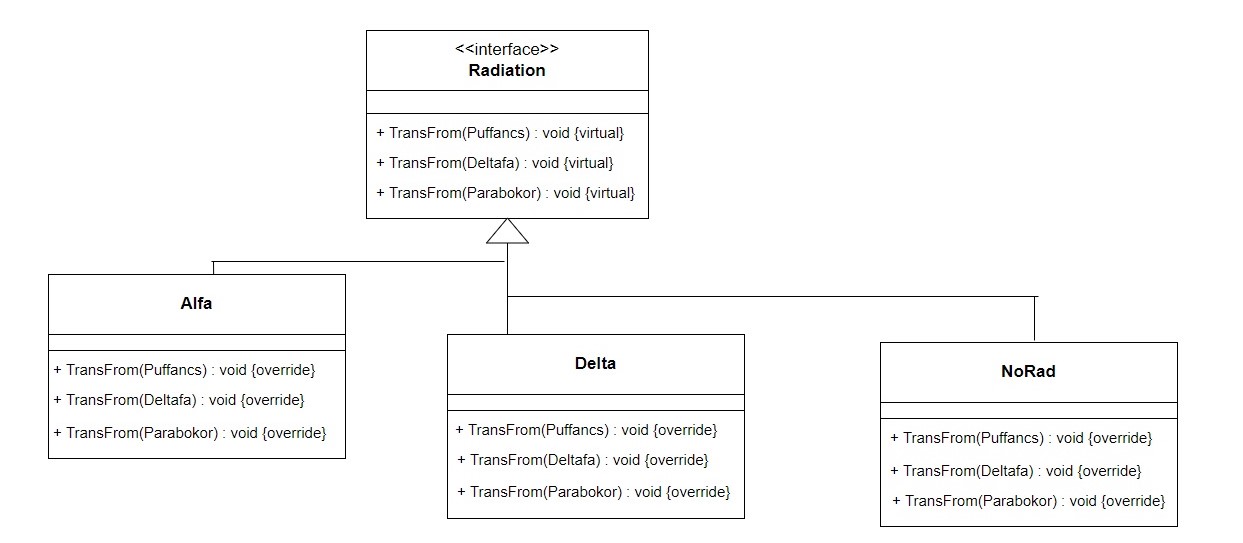 <<interface>>
Radiation
+ TransFrom(Puffancs) : void {virtual}
+ TransFrom(Deltafa) : void {virtual}
+ TransFrom(Parabokor) : void {virtual}
Alfa
+ TransFrom(Puffancs) : void {override}
+ TransFrom(Deltafa) : void {override}
+ TransFrom(Parabokor) : void {override}
Delta
+ TransFrom(Puffancs) : void {override}
+ TransFrom(Deltafa) : void {override}
+ TransFrom(Parabokor) : void {override}
NoRad
+ TransFrom(Puffancs) : void {override}
+ TransFrom(Deltafa) : void {override}
+ TransFrom(Parabokor) : void {override}